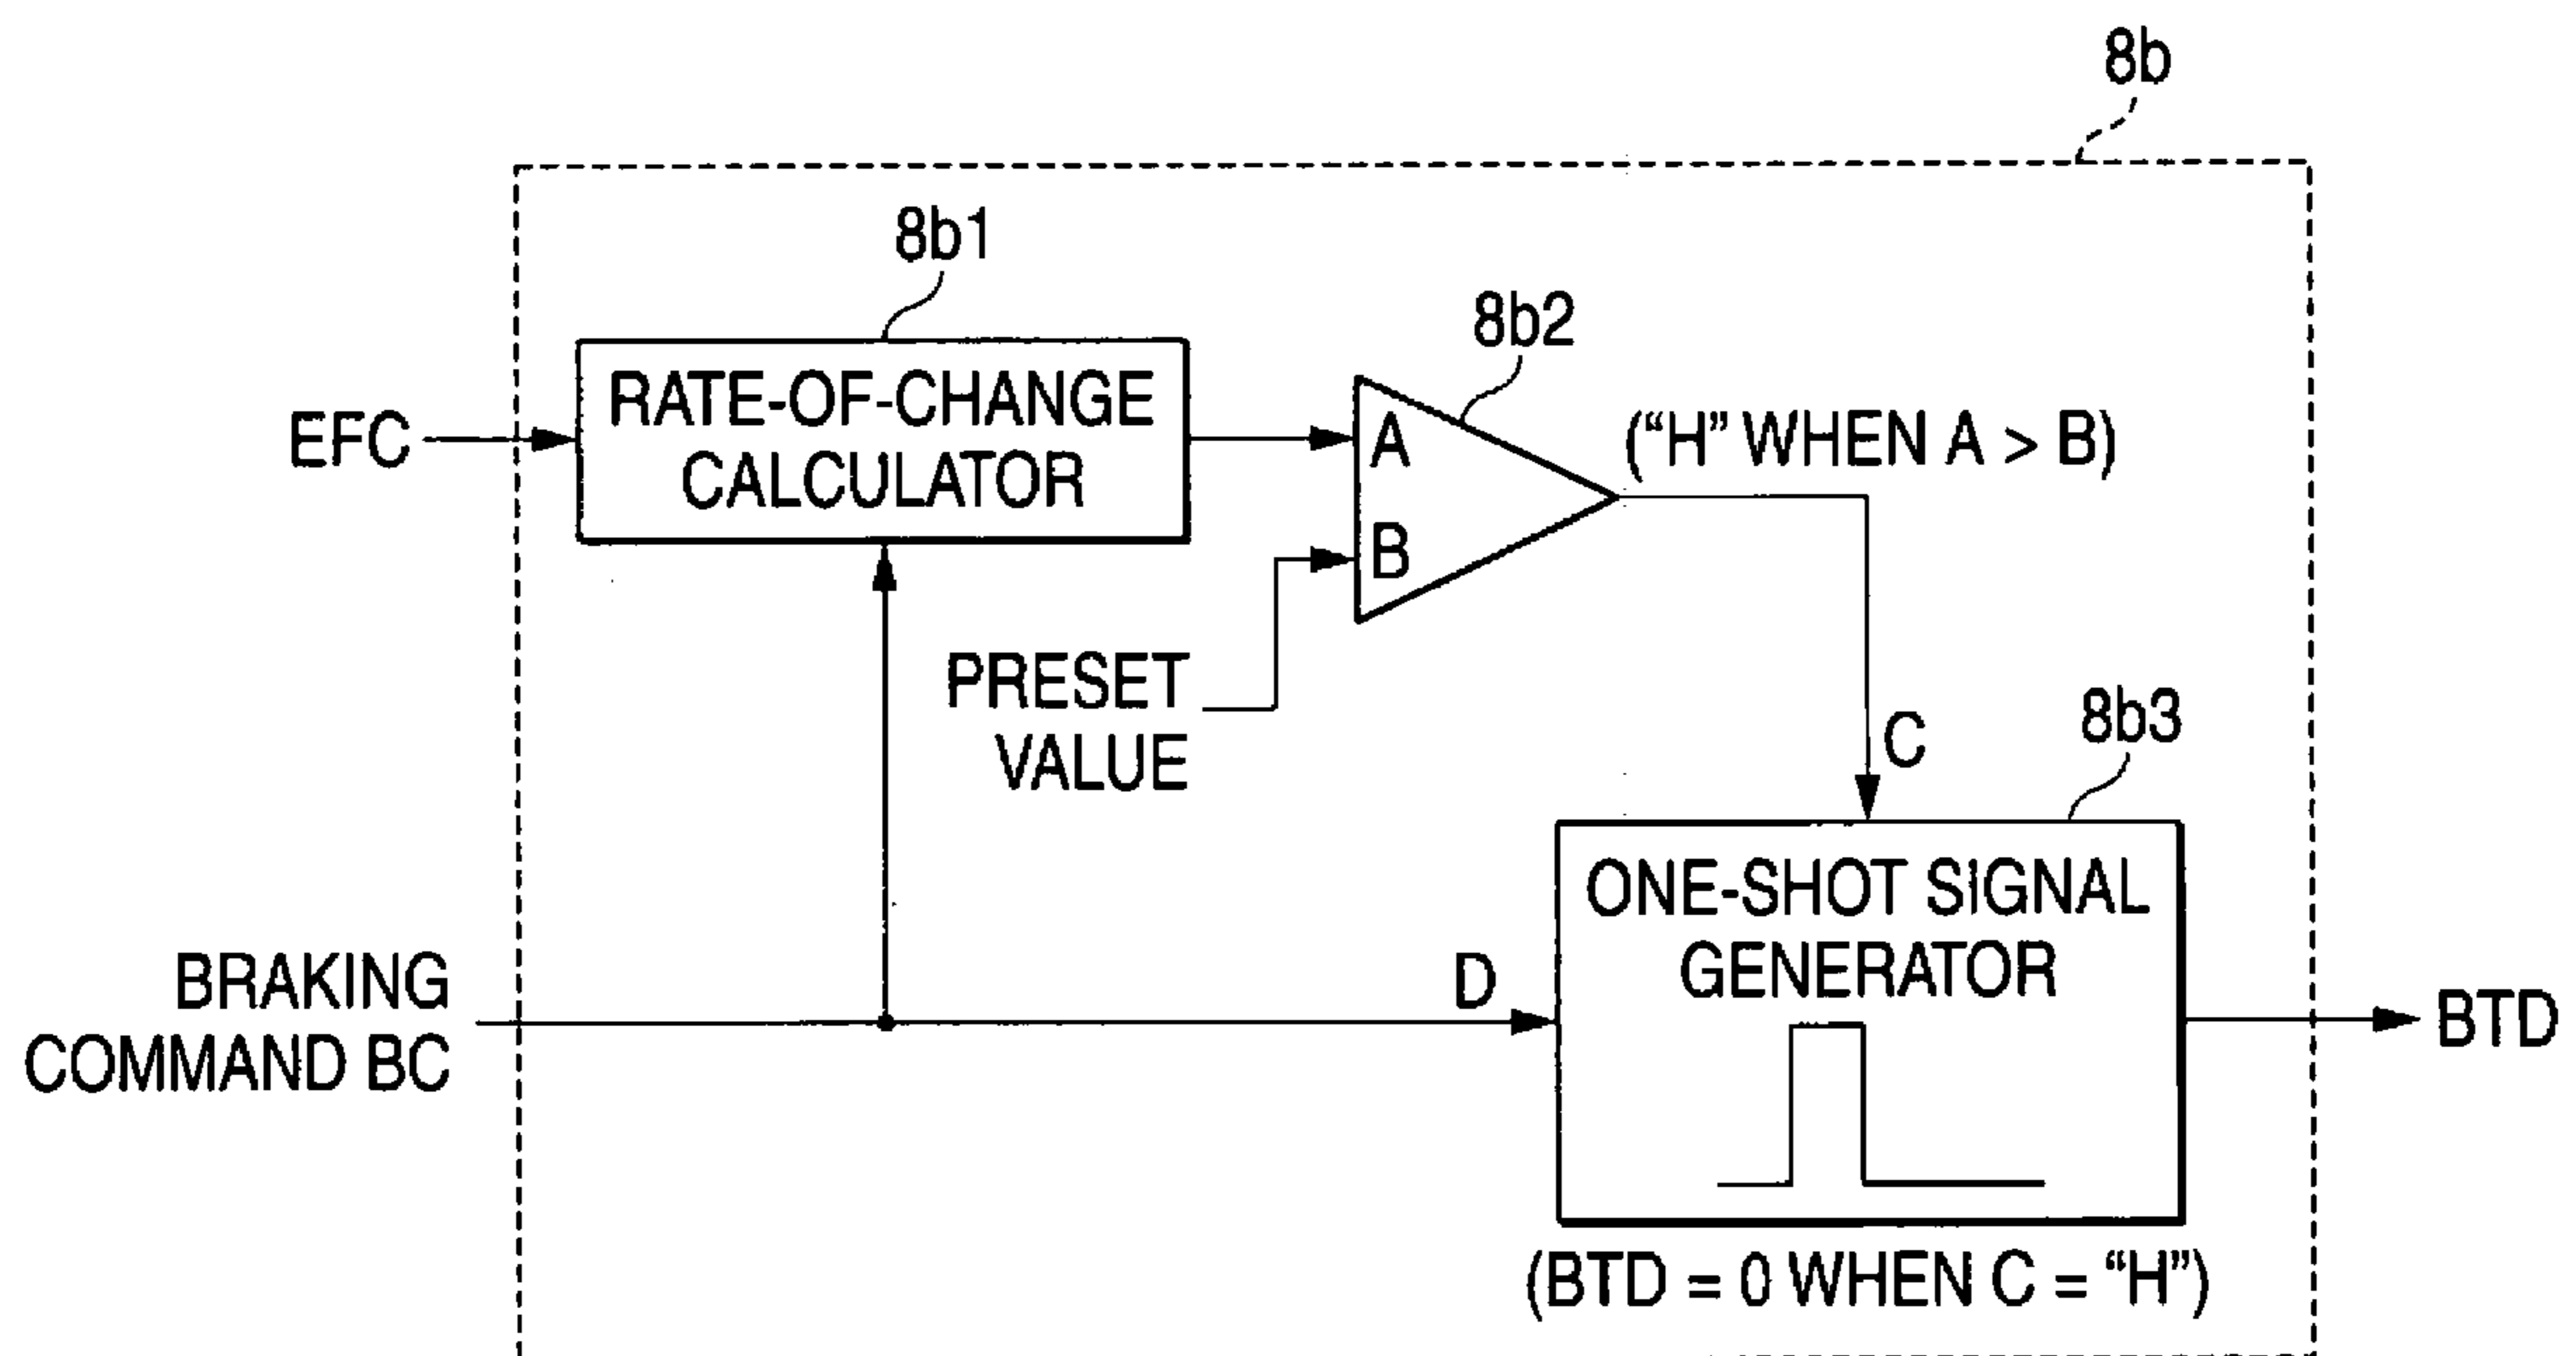 8b
8b1
8b2
RATE-OF-CHANGE
CALCULATOR
EFC
A
B
(“H” WHEN A > B)
PRESET
VALUE
C
8b3
ONE-SHOT SIGNAL
GENERATOR
BRAKING
COMMAND BC
D
BTD
(BTD = 0 WHEN C = “H”)